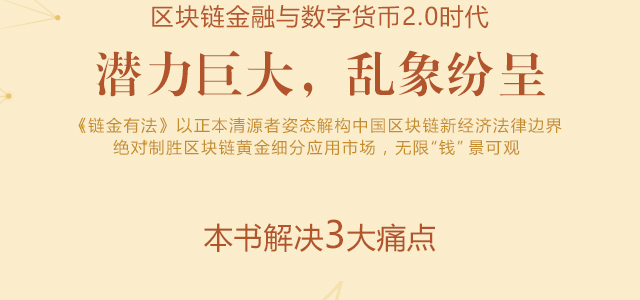 区块链金融与数字货币2.0时代
潜力巨大，乱象纷呈
《链金有法》以正本清源者姿态解构中国区块链新经济法律边界
绝对制胜区块链黄金细分应用市场，无限“钱”景可观
本书解决3大痛点